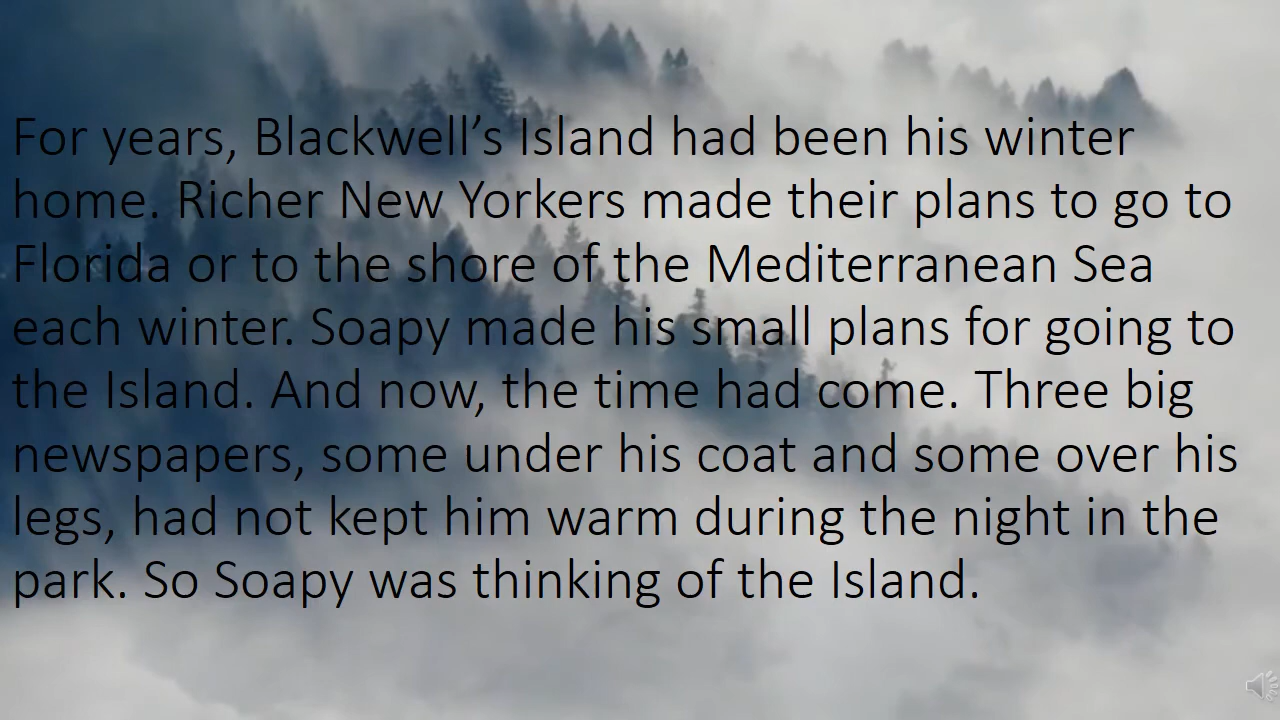 For years, Blackwell’s Island had been his winter
home. Richer New Yorkers made their plans to go to
Florida or to the shore of the Mediterranean Sea
each winter. Soapy made his small plans for going to
the Island. And now, the time had come. Three big
newspapers, some under his coat and some over his
legs, had not kept him warm during the night in the
park. So Soapy was thinking of the Island.